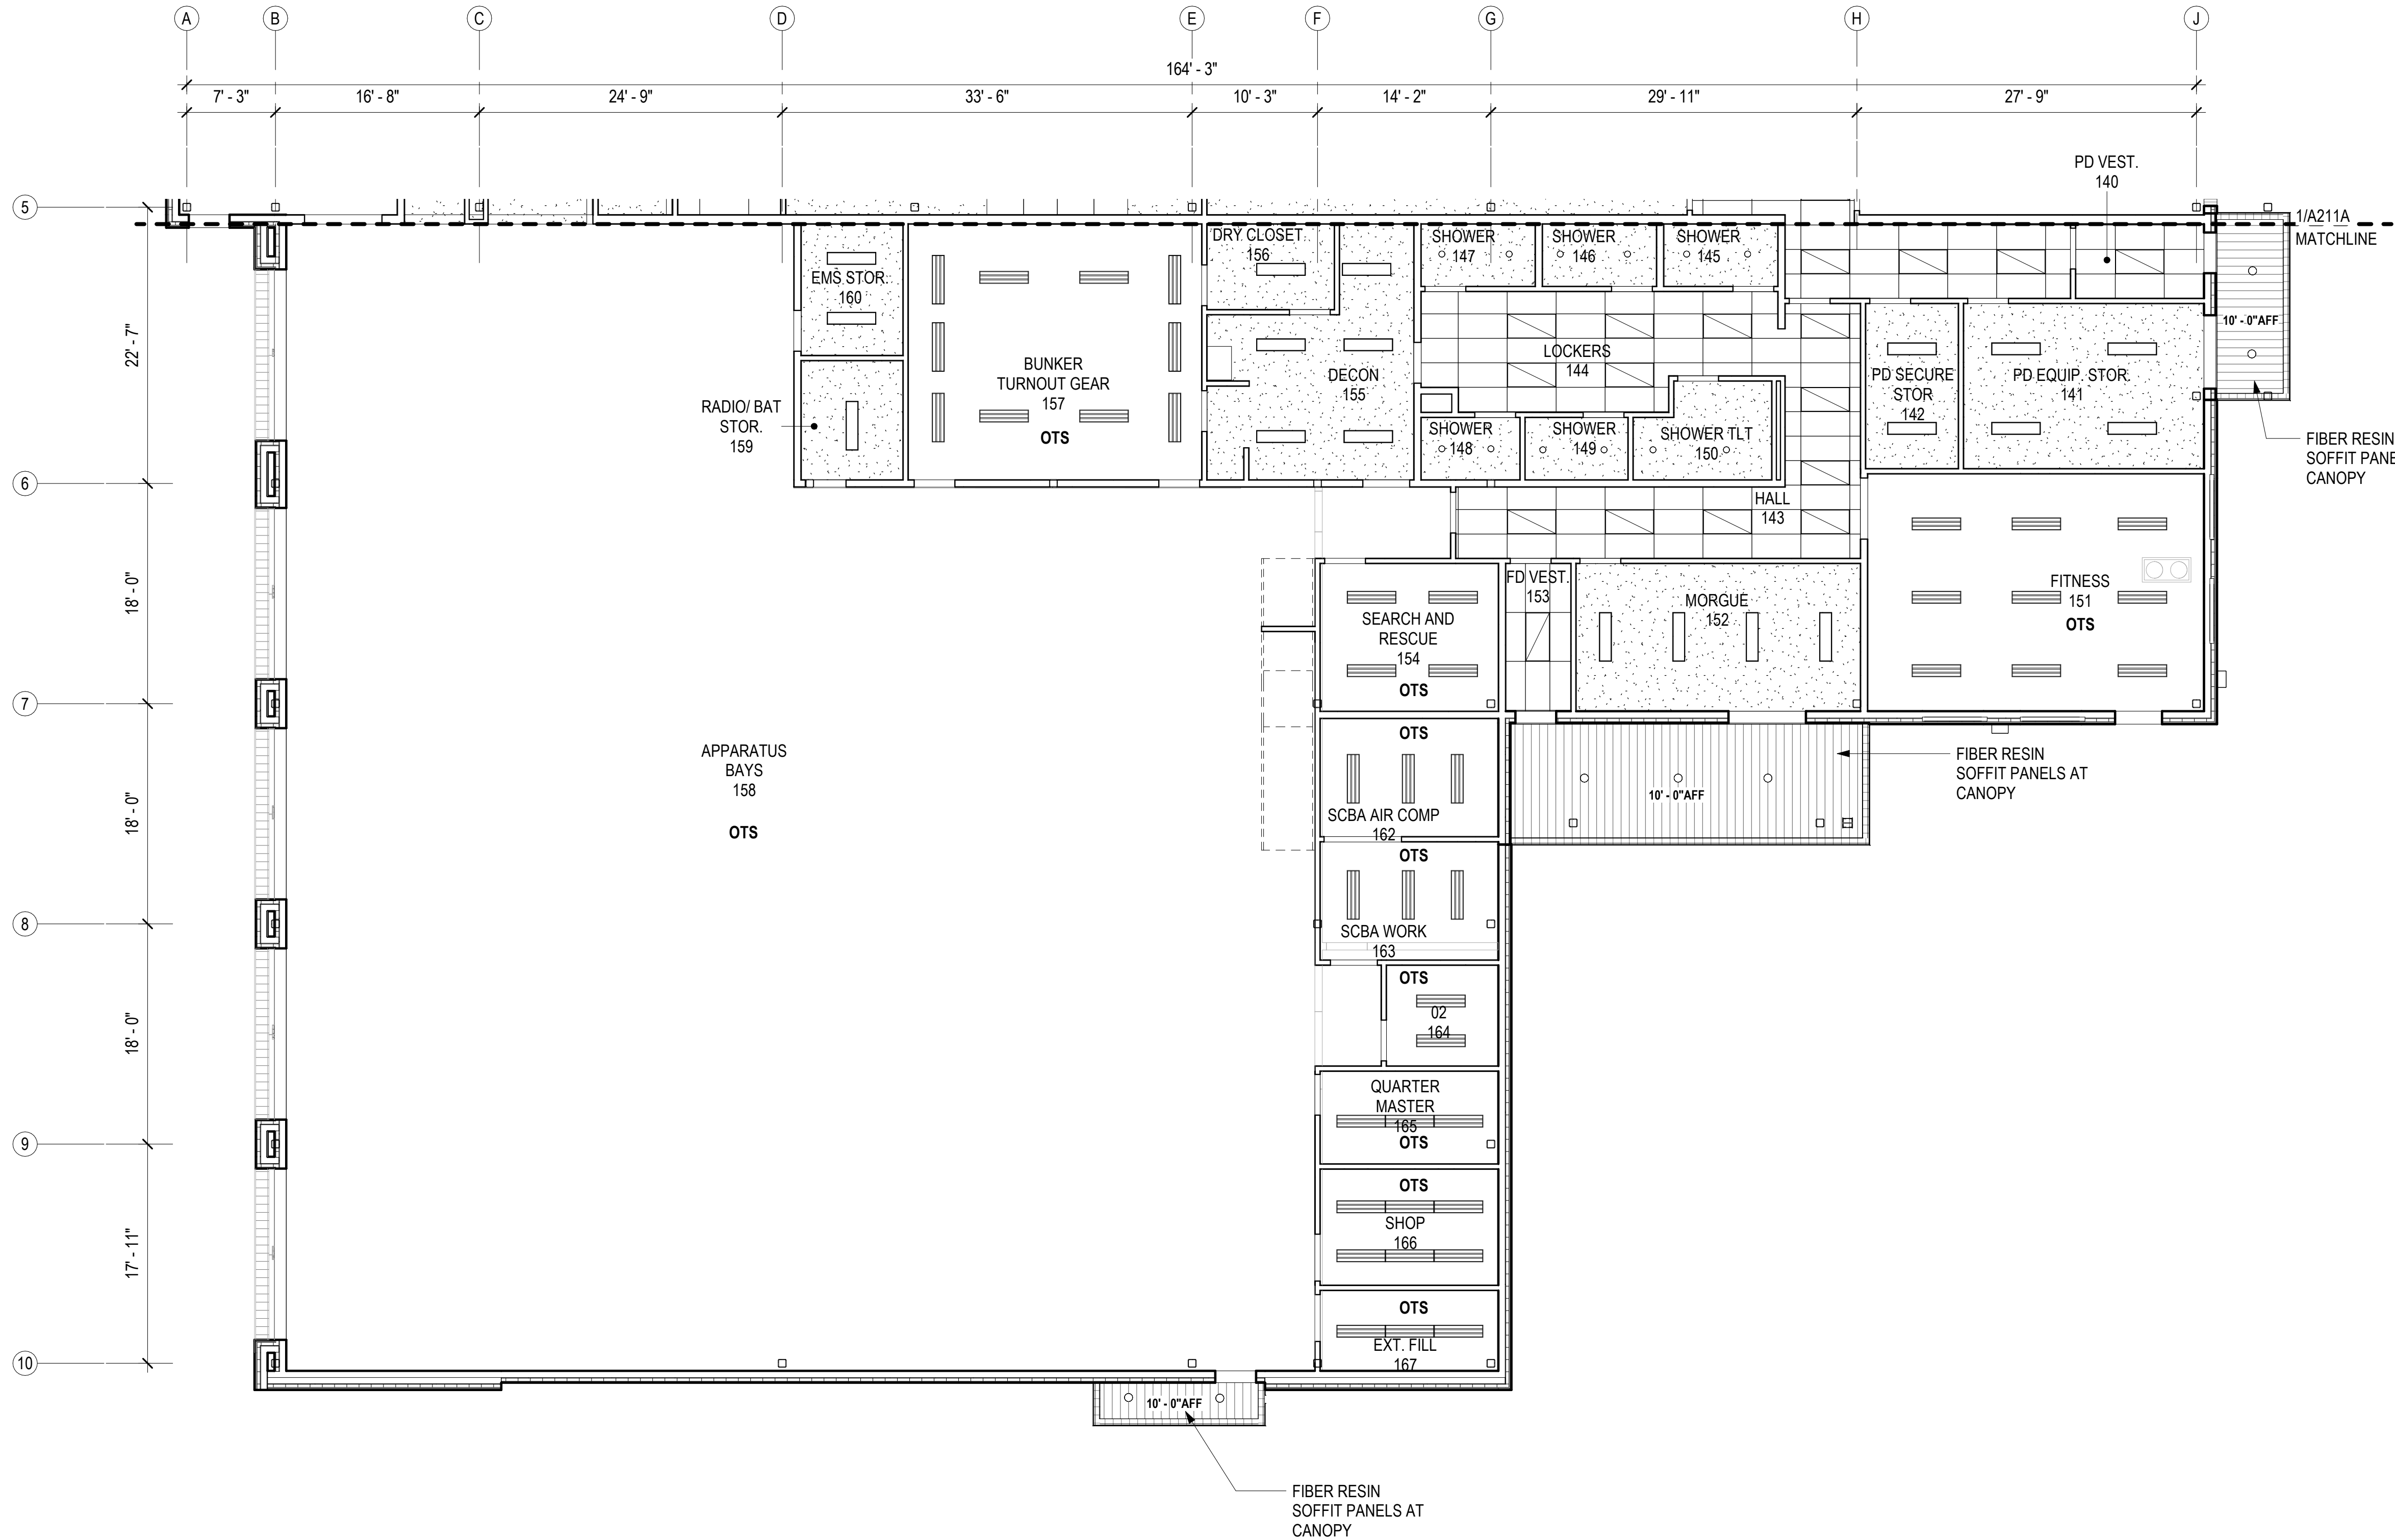 A
B
C
D
E
F
G
H
J
164' - 3"
7' - 3"
16' - 8"
24' - 9"
33' - 6"
10' - 3"
14' - 2"
29' - 11"
27' - 9"
PD VEST.
140
5
1/A211A
MATCHLINE
DRY CLOSET
156
SHOWER
147
SHOWER
146
SHOWER
145
EMS STOR.
160
10' - 0"AFF
22' - 7"
BUNKER
TURNOUT GEAR
157
OTS
DECON
155
LOCKERS
144
PD SECURE
STOR
142
PD EQUIP. STOR.
141
RADIO/ BAT
STOR.
159
SHOWER
148
SHOWER
149
SHOWER TLT
150
FIBER RESIN
SOFFIT PANE
CANOPY
6
HALL
143
18' - 0"
FD VEST.
153
MORGUE
152
FITNESS
151
OTS
SEARCH AND
RESCUE
154
OTS
7
APPARATUS
BAYS
158
OTS
OTS
SCBA AIR COMP
162
FIBER RESIN
SOFFIT PANELS AT
CANOPY
10' - 0"AFF
18' - 0"
OTS
SCBA WORK
163
8
OTS
02
164
18' - 0"
QUARTER
MASTER
165
OTS
9
OTS
SHOP
166
17' - 11"
OTS
EXT. FILL
167
10
10' - 0"AFF
FIBER RESIN
SOFFIT PANELS AT
CANOPY